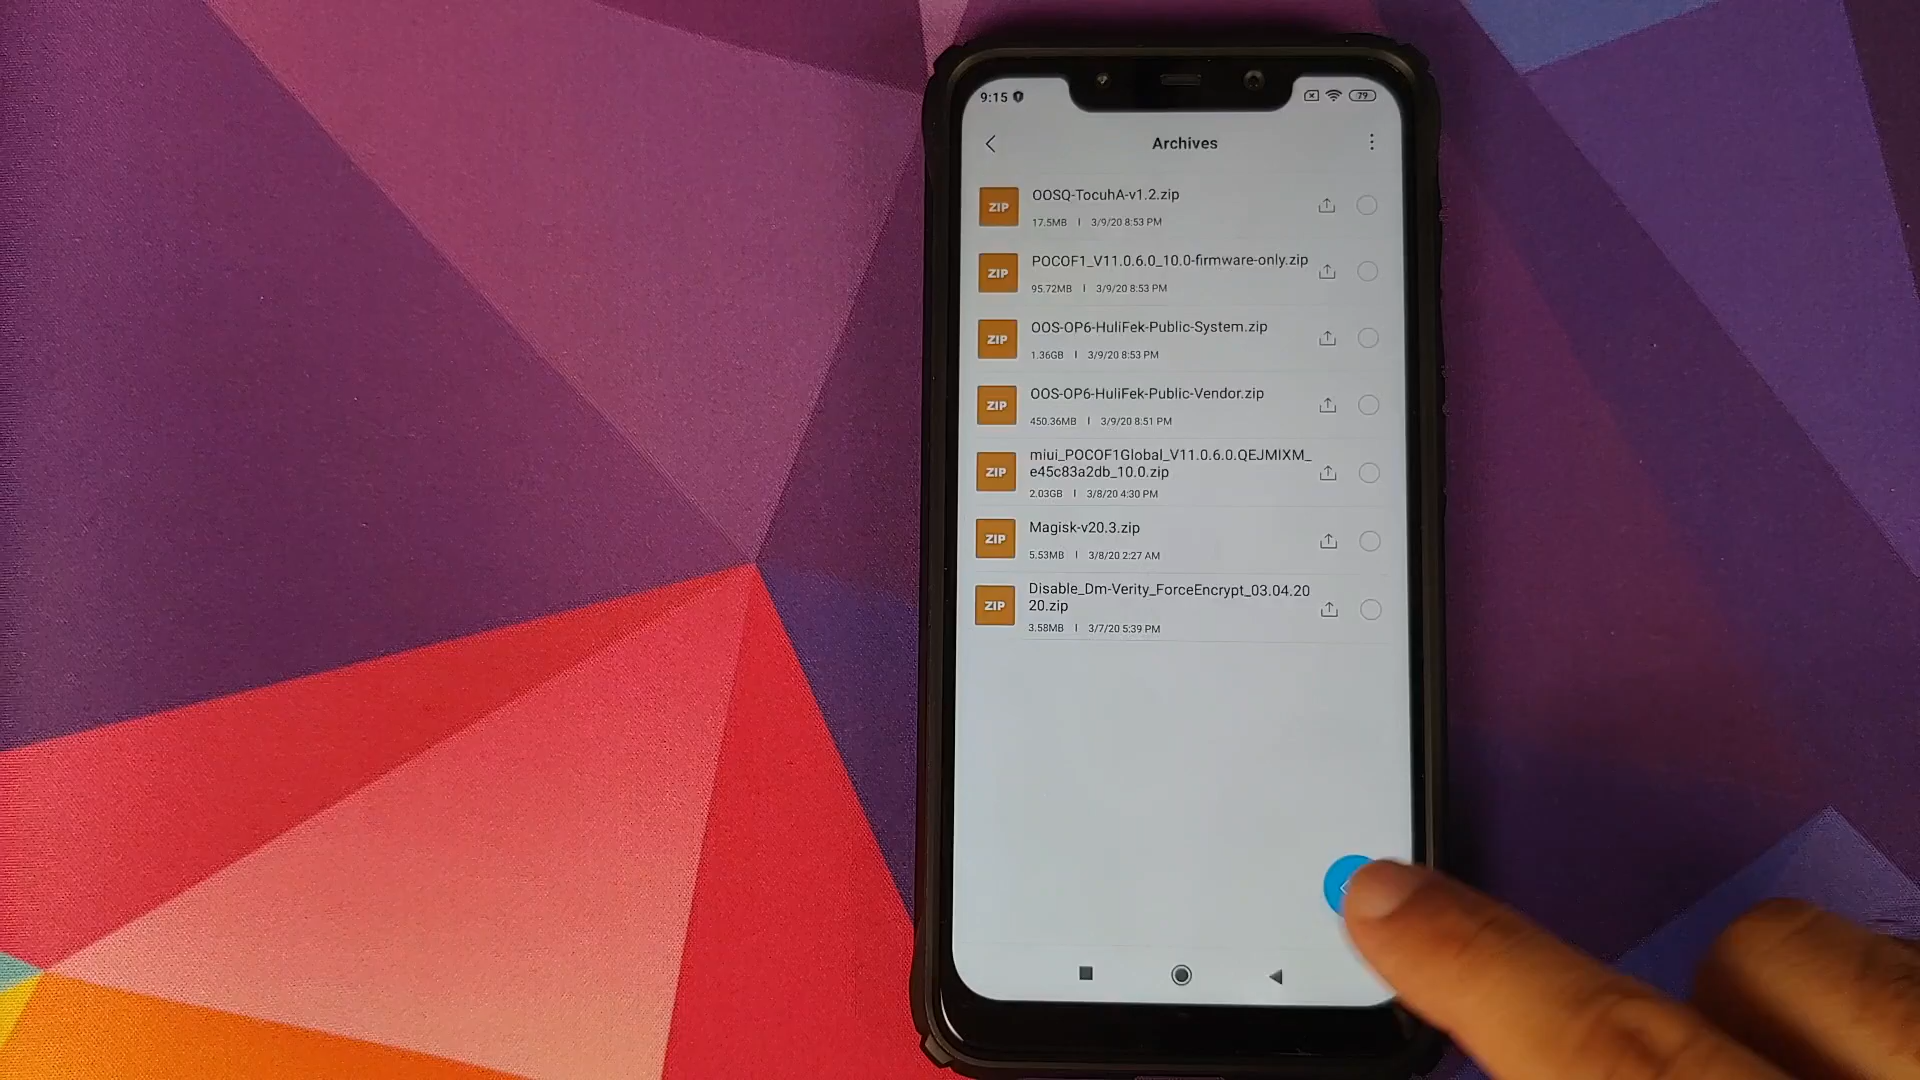 9:15
79
Archives
ZIP
OOSQ-TocuhA-v1.2.zip
17.5MB | 3/9/20 8:53 PM
ZIP
POCOF1_V11.0.6.0_10.0-firmware-only.zip
95.72MB | 3/9/20 8:53 PM
ZIP
OOS-OP6-HuliFek-Public-System.zip
1.36GB | 3/9/20 8:53 PM
ZIP
OOS-OP6-HuliFek-Public-Vendor.zip
450.36MB | 3/9/20 8:51 PM
ZIP
miui_POCOF1Global_V11.0.6.0.QEJMIXM_
e45c83a2db_10.0.zip
2.03GB | 3/8/20 4:30 PM
ZIP
Magisk-v20.3.zip
5.53MB | 3/8/20 2:27 AM
ZIP
Disable_Dm-Verity_ForceEncrypt_03.04.20
20.zip
3.58MB | 3/7/20 5:39 PM